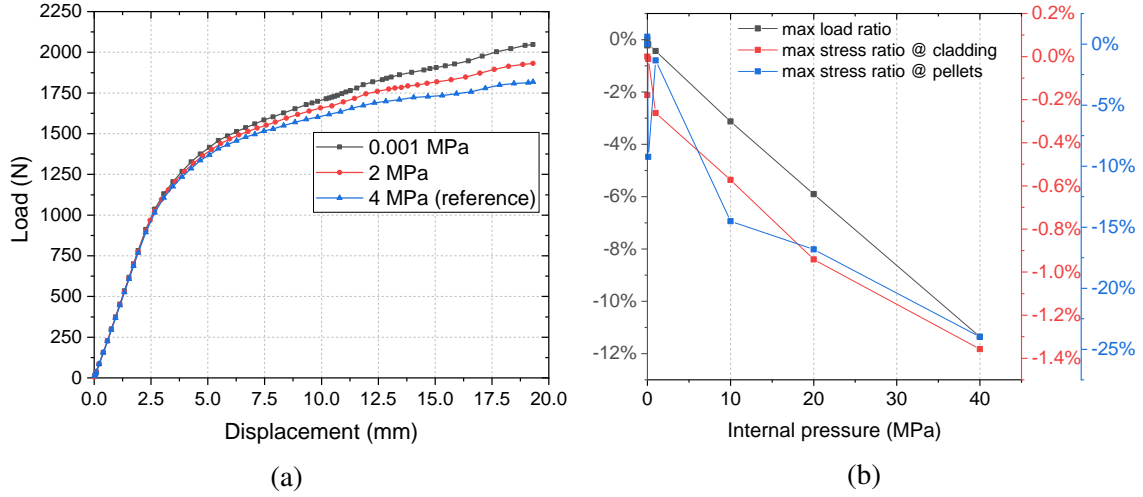 2250
2000
1750
1500
1250
1000
750
500
250
0
Load (N)
0.001 MPa
2 MPa
4 MPa (reference)
0.0 2.5 5.0 7.5 10.0 12.5 15.0 17.5 20.0
Displacement (mm)
(a)
0%
-2%
-4%
-6%
-8%
-10%
-12%
max load ratio
max stress ratio @ cladding
max stress ratio @ pellets
0 10 20 30 40
Internal pressure (MPa)
0.2%
0.0%
-0.2%
-0.4%
-0.6%
-0.8%
-1.0%
-1.2%
-1.4%
0%
-5%
-10%
-15%
-20%
-25%
(b)